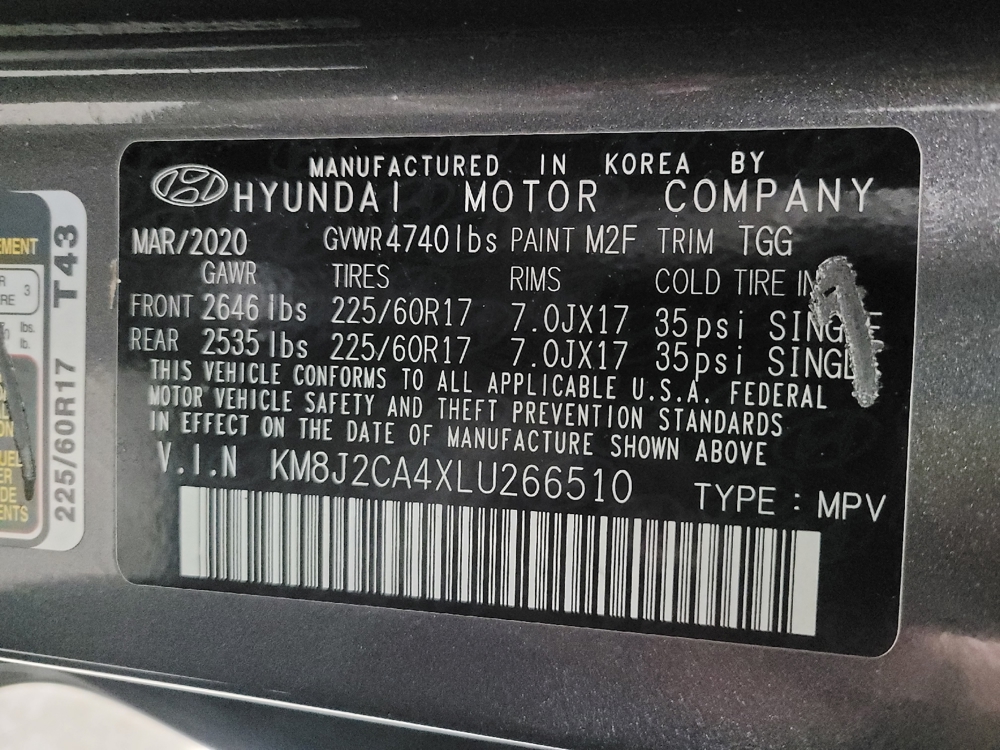 MANUFACTURED IN KOREA BY
HYUNDAI MOTOR COMPANY
MAR/2020 GVWR 4740lbs PAINT M2F TRIM TGG
GAWR TIRES RIMS COLD TIRE
FRONT 2646 lbs 225/60R17 7.0JX17 35psi
REAR 2535 lbs 225/60R17 7.0JX17 35psi
THIS VEHICLE CONFORMS TO ALL APPLICABLE U.S.A. FEDERAL
MOTOR VEHICLE SAFETY AND THEFT PREVENTION STANDARDS
IN EFFECT ON THE DATE OF MANUFACTURE SHOWN ABOVE
V.I.N KM8J2CA4XLU266510
TYPE : MPV
225/60R17 T43
3
lbs.
lb.